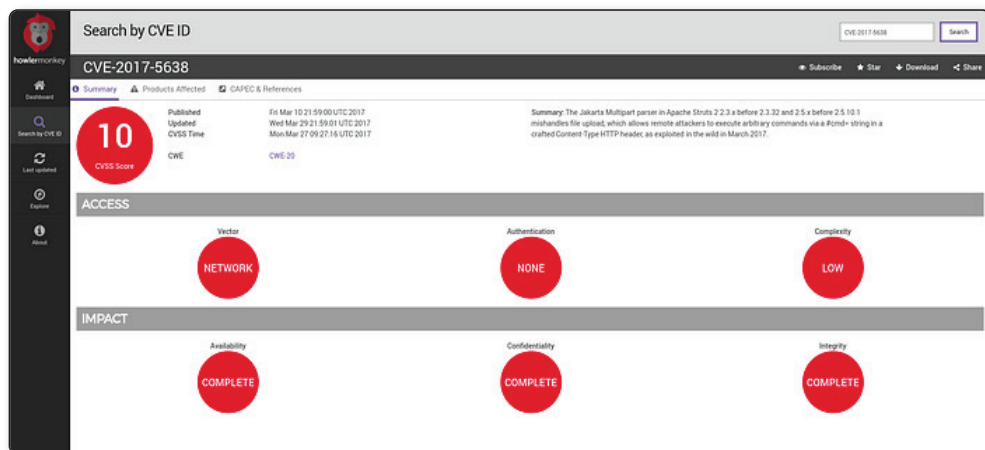 Search by CVE ID
CVE-2017-5638
Search
howlermonkey
CVE-2017-5638
Subscribe
Star
Download
Share
Dashboard
Search by CVE ID
Last updated
Explore
About
Summary
Products Affected
CAPEC & References
10
CVSS Score
Published Fri Mar 10 21:59:00 UTC 2017
Updated Wed Mar 29 21:59:01 UTC 2017
CVSS Time Mon Mar 27 09:27:16 UTC 2017
CWE CWE-20
Summary: The Jakarta Multipart parser in Apache Struts 2 2.3.x before 2.3.32 and 2.5.x before 2.5.10.1
mishandles file upload, which allows remote attackers to execute arbitrary commands via a #cmd= string in a
crafted Content-Type HTTP header, as exploited in the wild in March 2017.
ACCESS
Vector
NETWORK
Authentication
NONE
Complexity
LOW
IMPACT
Availability
COMPLETE
Confidentiality
COMPLETE
Integrity
COMPLETE